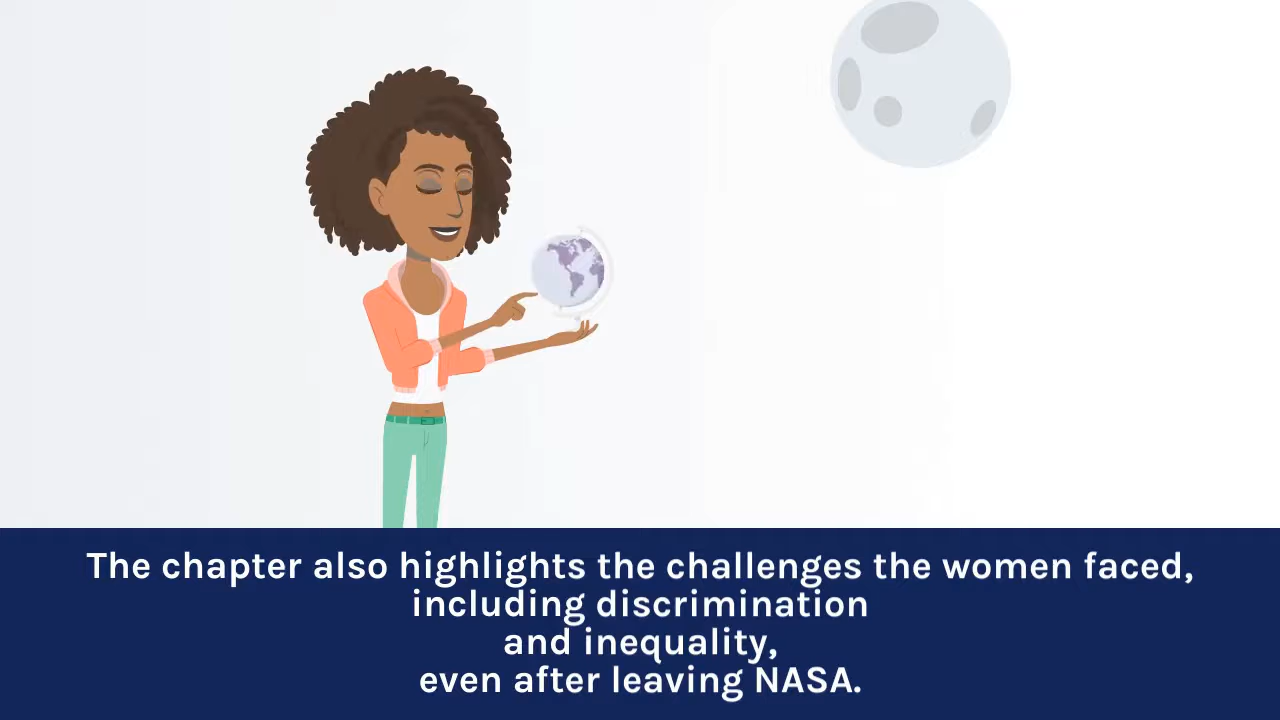 The chapter also highlights the challenges the women faced,
including discrimination
and inequality,
even after leaving NASA.